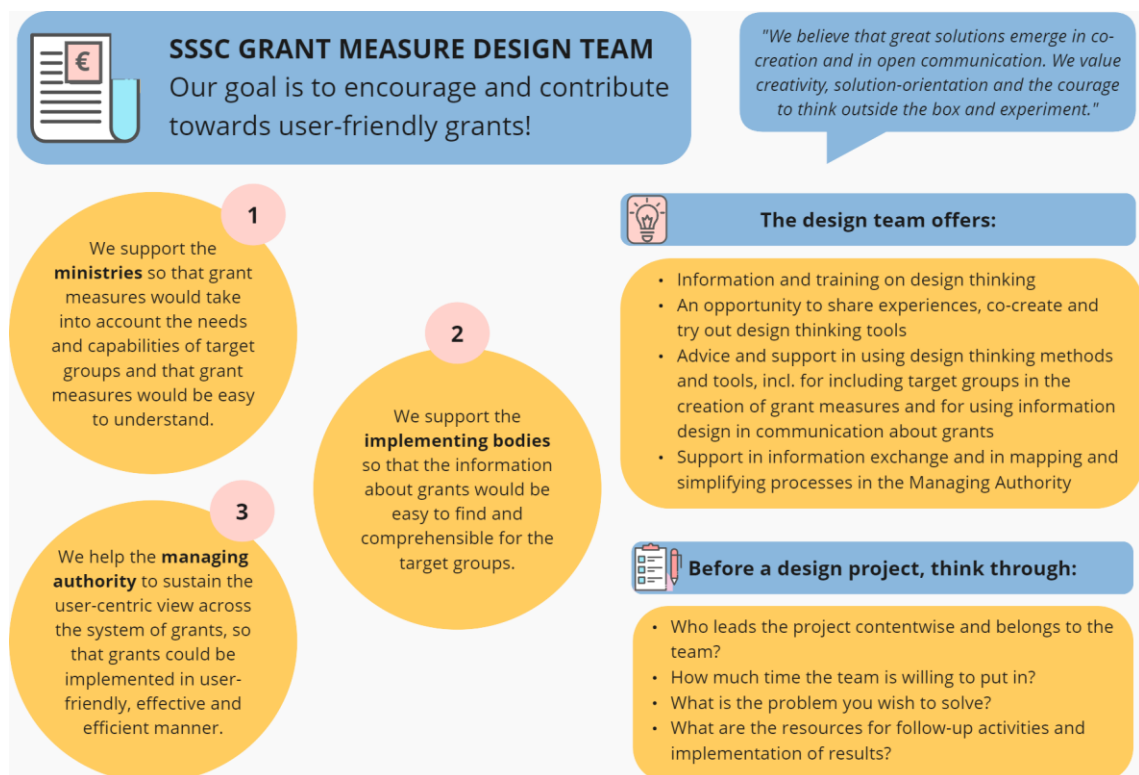 SSSC GRANT MEASURE DESIGN TEAM
Our goal is to encourage and contribute
towards user-friendly grants!
€
"We believe that great solutions emerge in co-
creation and in open communication. We value
creativity, solution-orientation and the courage
to think outside the box and experiment."
1
We support the
ministries so that grant
measures would take
into account the needs
and capabilities of target
groups and that grant
measures would be easy
to understand.
2
We support the
implementing bodies
so that the information
about grants would be
easy to find and
comprehensible for the
target groups.
3
We help the managing
authority to sustain the
user-centric view across
the system of grants, so
that grants could be
implemented in user-
friendly, effective and
efficient manner.
The design team offers:
• Information and training on design thinking
• An opportunity to share experiences, co-create and
try out design thinking tools
• Advice and support in using design thinking methods
and tools, incl. for including target groups in the
creation of grant measures and for using information
design in communication about grants
• Support in information exchange and in mapping and
simplifying processes in the Managing Authority
Before a design project, think through:
• Who leads the project contentwise and belongs to the
team?
• How much time the team is willing to put in?
• What is the problem you wish to solve?
• What are the resources for follow-up activities and
implementation of results?